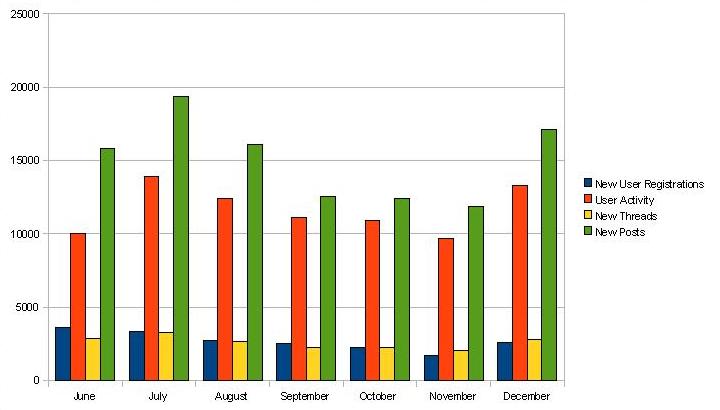 25000
20000
15000
10000
5000
0
June July August September October November December
New User Registrations
User Activity
New Threads
New Posts